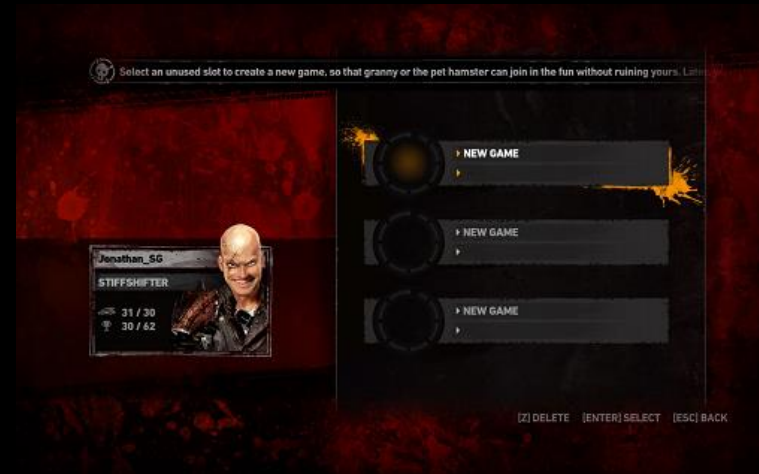 Select an unused slot to create a new game, so that granny or the pet hamster can join in the fun without ruining yours. Later
NEW GAME
NEW GAME
NEW GAME
Jonathan_SG
STIFFSHIFTER
31 / 30
30 / 62
[Z] DELETE [ENTER] SELECT [ESC] BACK